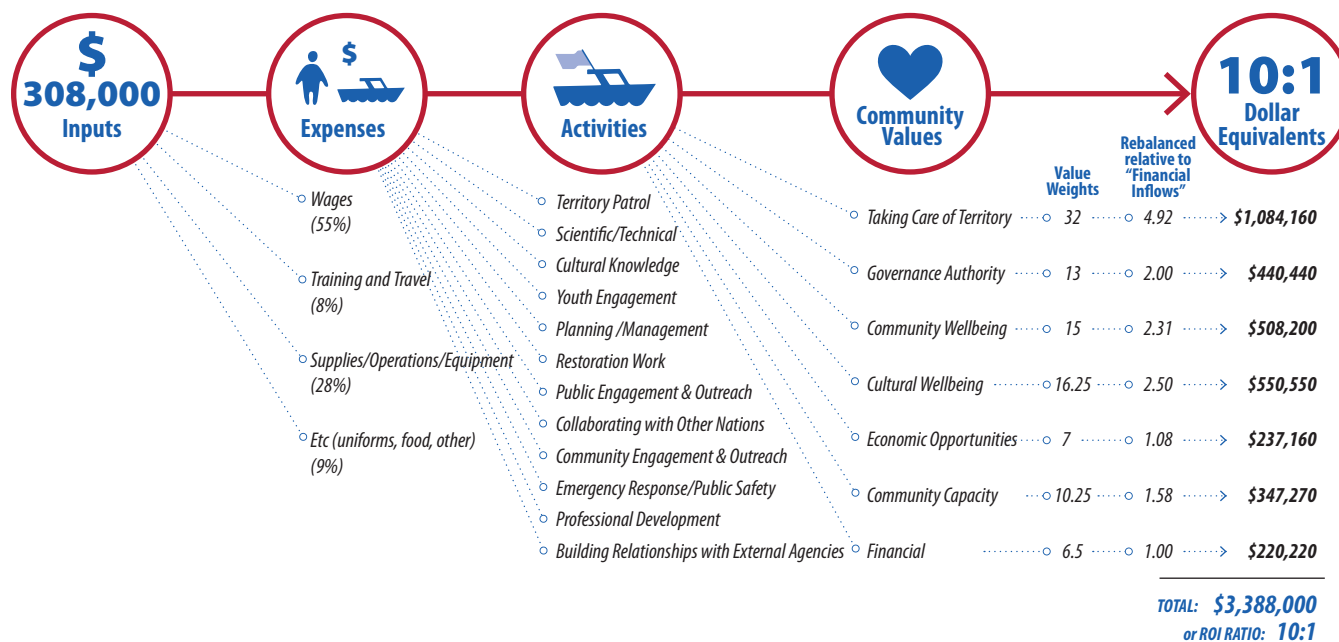 $
308,000
Inputs
$
Expenses
Activities
Community
Values
10:1
Dollar
Equivalents
Value
Weights
Rebalanced
relative to
“Financial
Inflows”
Wages
(55%)
Training and Travel
(8%)
Supplies/Operations/Equipment
(28%)
Etc (uniforms, food, other)
(9%)
Territory Patrol
Scientific/Technical
Cultural Knowledge
Youth Engagement
Planning /Management
Restoration Work
Public Engagement & Outreach
Collaborating with Other Nations
Community Engagement & Outreach
Emergency Response/Public Safety
Professional Development
Building Relationships with External Agencies
Taking Care of Territory 32 4.92 $1,084,160
Governance Authority 13 2.00 $440,440
Community Wellbeing 15 2.31 $508,200
Cultural Wellbeing 16.25 2.50 $550,550
Economic Opportunities 7 1.08 $237,160
Community Capacity 10.25 1.58 $347,270
Financial 6.5 1.00 $220,220
TOTAL: $3,388,000
or ROI RATIO: 10:1